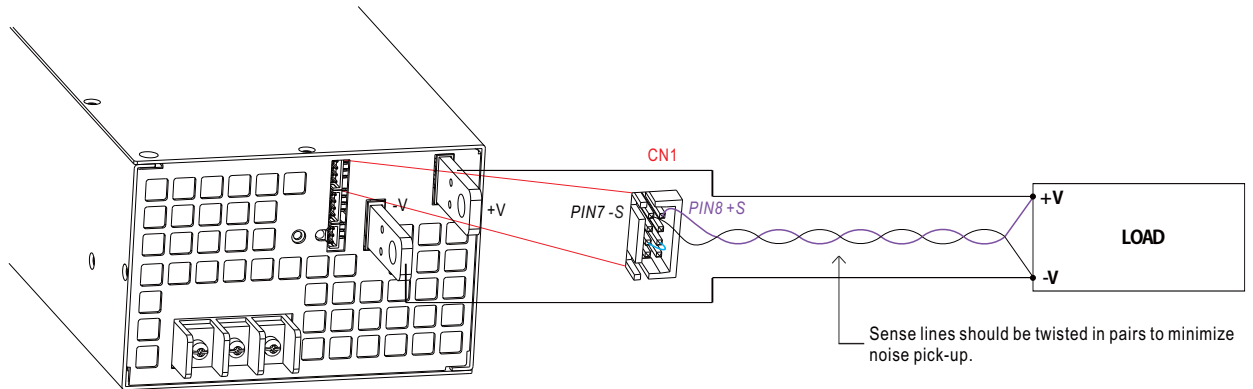 CN1
-V
+V
PIN7 -S
PIN8 +S
+V
LOAD
-V
Sense lines should be twisted in pairs to minimize
noise pick-up.